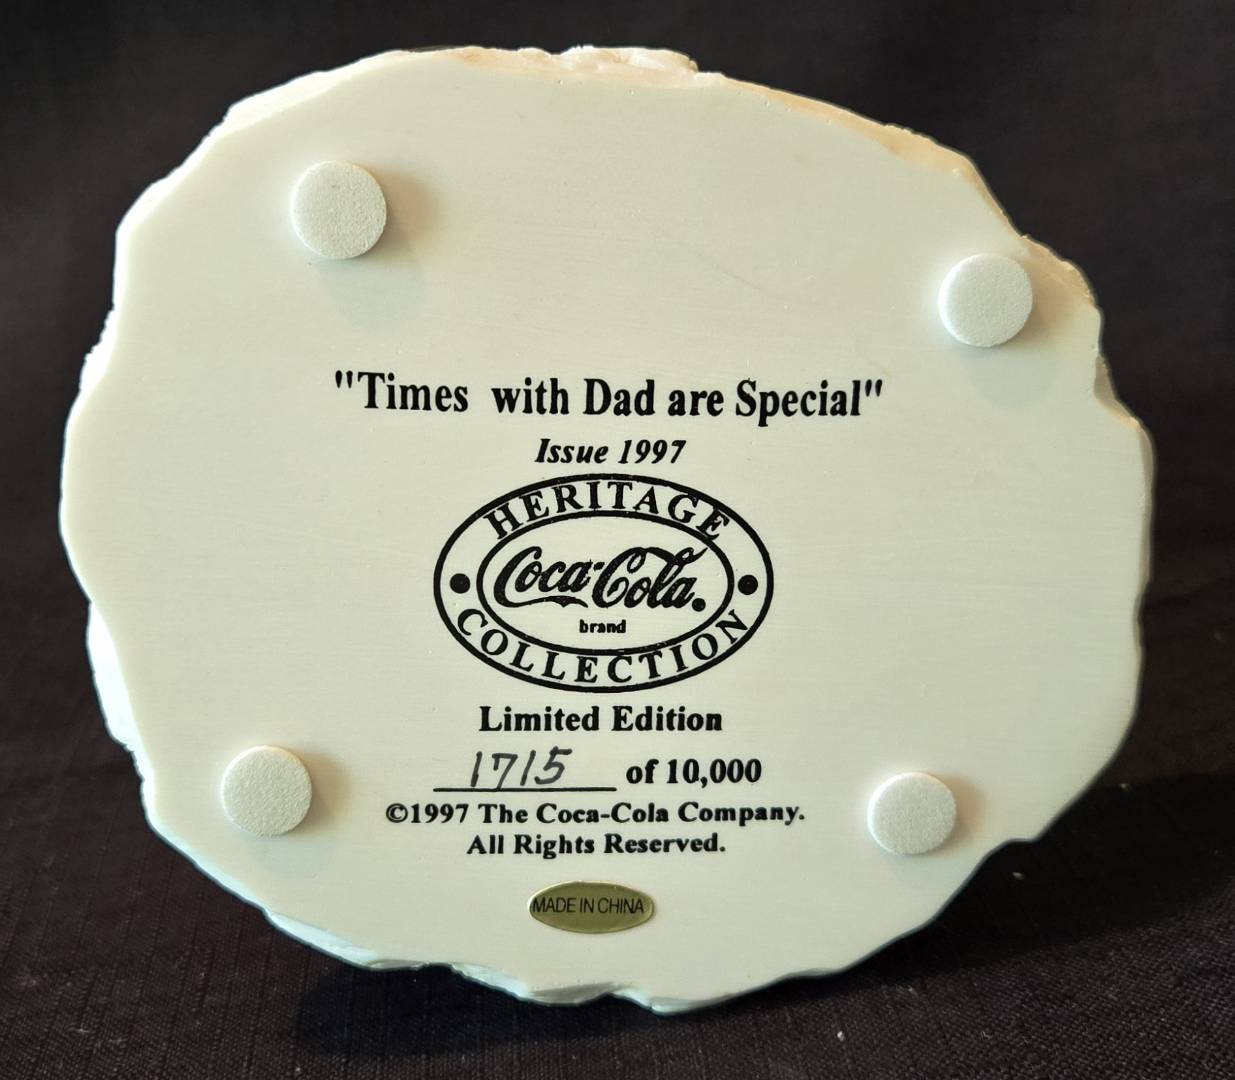 "Times with Dad are Special"
Issue 1997
HERITAGE
Coca-Cola
brand
COLLECTION
Limited Edition
1715 of 10,000
©1997 The Coca-Cola Company.
All Rights Reserved.
MADE IN CHINA